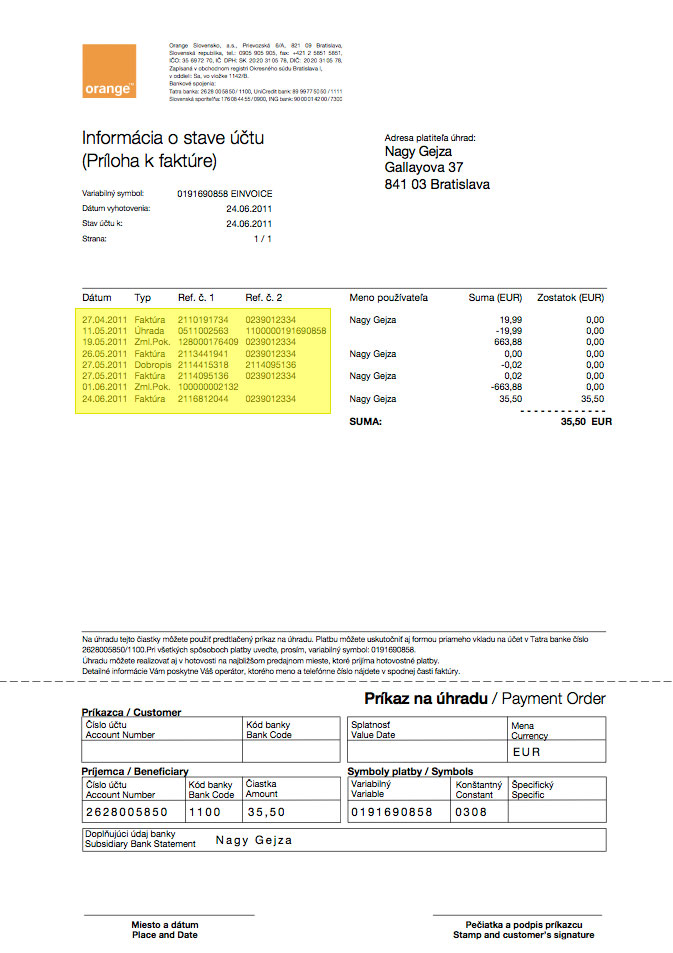 orange™
Orange Slovensko, a.s., Prievozská 6/A, 821 09 Bratislava,
Slovenská republika, tel.: 0905 905 905, fax: +421 2 5851 5851,
IČO: 35 6972 70, IČ DPH: SK 2020 3105 78, DIČ: 2020 3105 78,
Zapísaná v obchodnom registri Okresného súdu Bratislava I,
v oddieli: Sa, vo vložke 1142/B.
Bankové spojenia:
Tatra banka: 2628 005850/1100, UniCredit bank: 89 9977 5050/1111
Slovenská sporiteľňa: 176 084 455/0900, ING bank: 9000 0142 00/7300
Informácia o stave účtu
(Príloha k faktúre)
Adresa platiteľa úhrad:
Nagy Gejza
Gallayova 37
841 03 Bratislava
Variabilný symbol: 0191690858 EINVOICE
Dátum vyhotovenia: 24.06.2011
Stav účtu k: 24.06.2011
Strana: 1 / 1
Dátum Typ Ref. č. 1 Ref. č. 2 Meno používateľa Suma (EUR) Zostatok (EUR)
27.04.2011 Faktúra 2110191734 0239012334 Nagy Gejza 19,99 0,00
11.05.2011 Úhrada 0511002563 1100000191690858 -19,99 0,00
19.05.2011 Zml.Pok. 128000176409 0239012334 663,88 0,00
26.05.2011 Faktúra 2113441941 0239012334 Nagy Gejza 0,00 0,00
27.05.2011 Dobropis 2114415318 2114095136 -0,02 0,00
27.05.2011 Faktúra 2114095136 0239012334 Nagy Gejza 0,02 0,00
01.06.2011 Zml.Pok. 100000002132 -663,88 0,00
24.06.2011 Faktúra 2116812044 0239012334 Nagy Gejza 35,50 35,50
SUMA: 35,50 EUR
Na úhradu tejto čiastky môžete použiť predtlačený príkaz na úhradu. Platbu môžete uskutočniť aj formou priameho vkladu na účet v Tatra banke číslo
2628005850/1100.Pri všetkých spôsoboch platby uveďte, prosím, variabilný symbol: 0191690858.
Úhradu môžete realizovať aj v hotovosti na najbližšom predajnom mieste, ktoré prijíma hotovostné platby.
Detailné informácie Vám poskytne Váš operátor, ktorého meno a telefónne číslo nájdete v spodnej časti faktúry.
Príkaz na úhradu / Payment Order
Príkazca / Customer
Číslo účtu Kód banky Splatnosť Mena
Account Number Bank Code Value Date Currency
EUR
Príjemca / Beneficiary Symboly platby / Symbols
Číslo účtu Kód banky Čiastka Variabilný Konštantný Špecifický
Account Number Bank Code Amount Variable Constant Specific
2628005850 1100 35,50 0191690858 0308
Doplňujúci údaj banky
Subsidiary Bank Statement Nagy Gejza
Miesto a dátum Pečiatka a podpis príkazcu
Place and Date Stamp and customer's signature